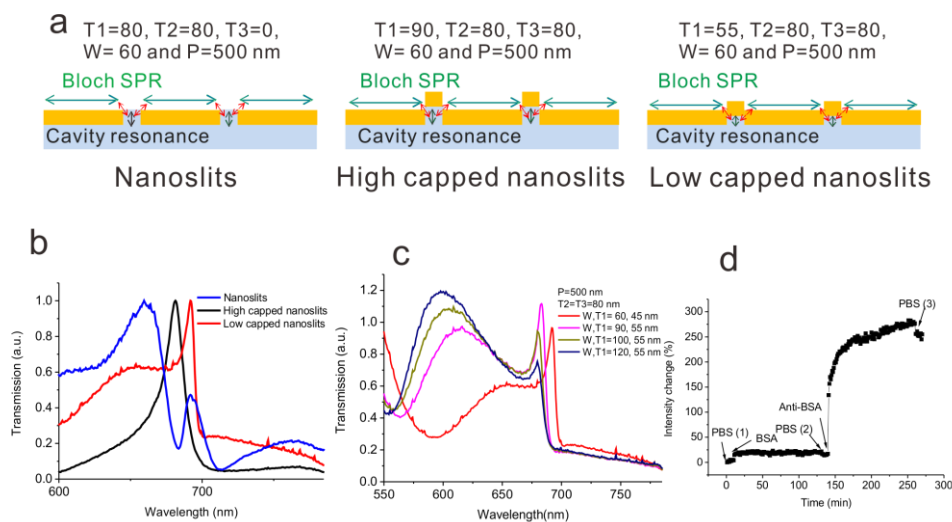 a
T1=80, T2=80, T3=0,
W= 60 and P=500 nm
Bloch SPR
Cavity resonance
Nanoslits
T1=90, T2=80, T3=80,
W= 60 and P=500 nm
Bloch SPR
Cavity resonance
High capped nanoslits
T1=55, T2=80, T3=80,
W= 60 and P=500 nm
Bloch SPR
Cavity resonance
Low capped nanoslits
b
Transmission (a.u.)
1.0
0.8
0.6
0.4
0.2
0.0
600
700
Wavelength (nm)
Nanoslits
High capped nanoslits
Low capped nanoslits
c
Transmission (a.u.)
1.2
1.0
0.8
0.6
0.4
0.2
0.0
550
600
650
700
750
Wavelength(nm)
P=500 nm
T2=T3=80 nm
W,T1= 60, 45 nm
W,T1= 90, 55 nm
W,T1=100, 55 nm
W,T1=120, 55 nm
d
Intensity change (%)
300
250
200
150
100
50
0
0
50
100
150
200
250
300
Time (min)
PBS (1)
BSA
PBS (2)
Anti-BSA
PBS (3)